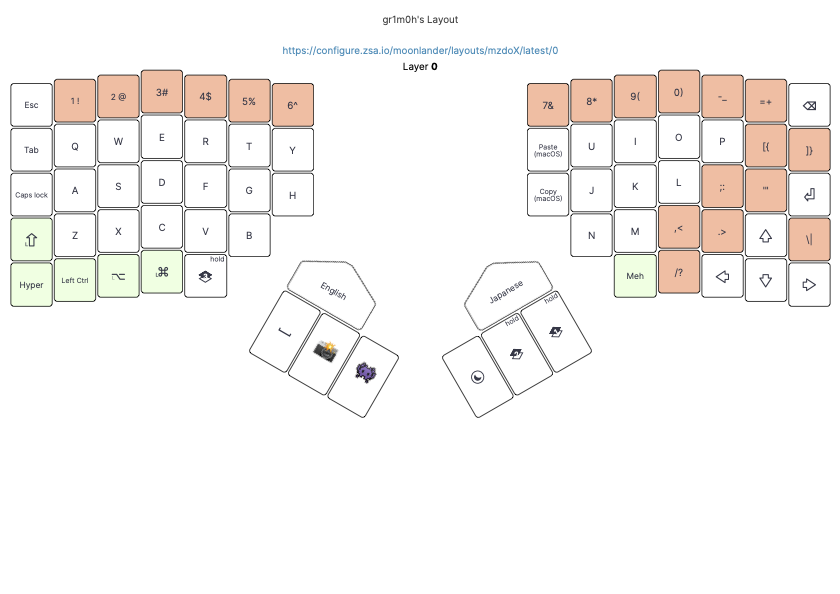 gr1m0h's Layout
https://configure.zsa.io/moonlander/layouts/mzdoX/latest/0
Layer 0
Esc 1 ! 2 @ 3# 4$ 5% 6^ 7& 8* 9( 0) -_ =+
Tab Q W E R T Y Paste (macOS) U I O P [{ ]}
Caps lock A S D F G H Copy (macOS) J K L ;: '"
Z X C V B N M ,< .> \|
Hyper Left Ctrl hold Meh /?
English Japanese
hold hold